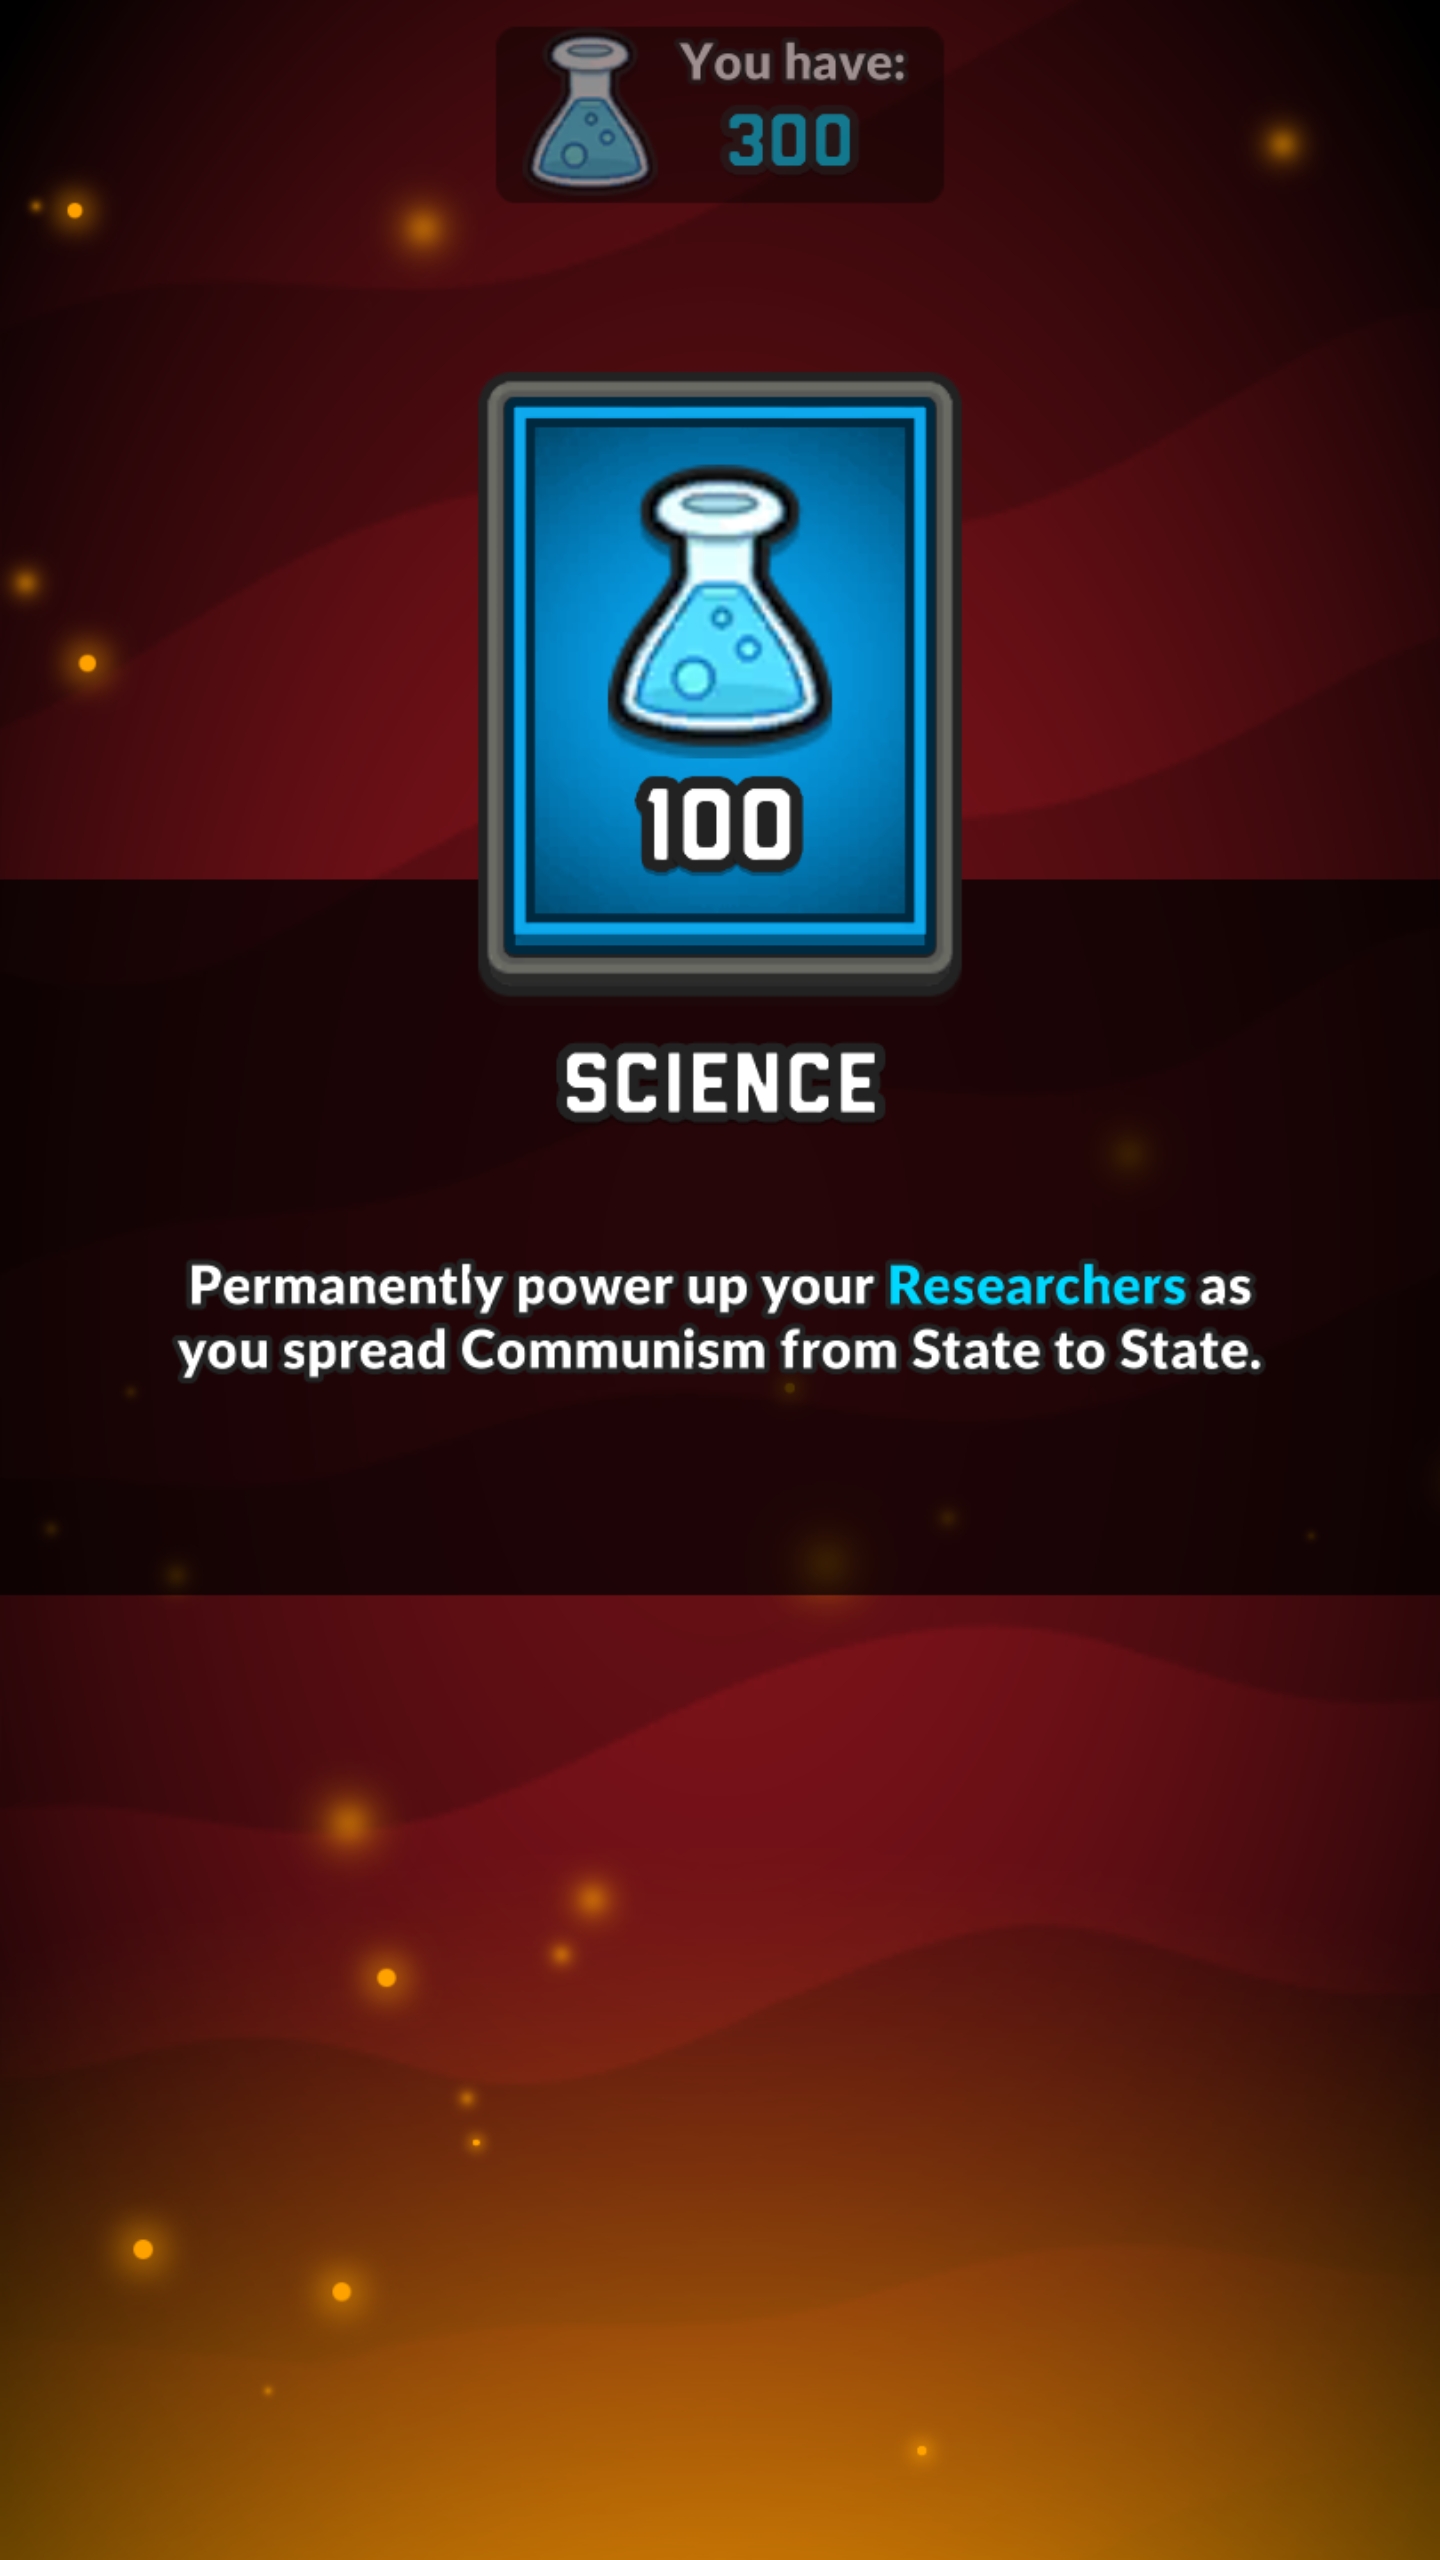 You have:
300
100
SCIENCE
Permanently power up your Researchers as
you spread Communism from State to State.